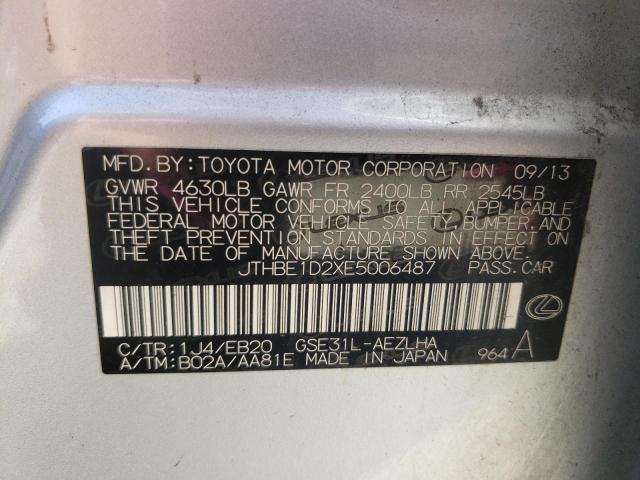 MFD. BY: TOYOTA MOTOR CORPORATION 09/13
GVWR 4630LB GAWR FR 2400LB RR 2545LB
THIS VEHICLE CONFORMS TO ALL APPLICABLE
FEDERAL MOTOR VEHICLE SAFETY, BUMPER, AND
THEFT PREVENTION STANDARDS IN EFFECT ON
THE DATE OF MANUFACTURE SHOWN ABOVE.
JTHBE1D2XE5006487 PASS. CAR
C/TR: 1J4/EB20 GSE31L-AEZLHA
A/TM: B02A/AA81E MADE IN JAPAN 964 A